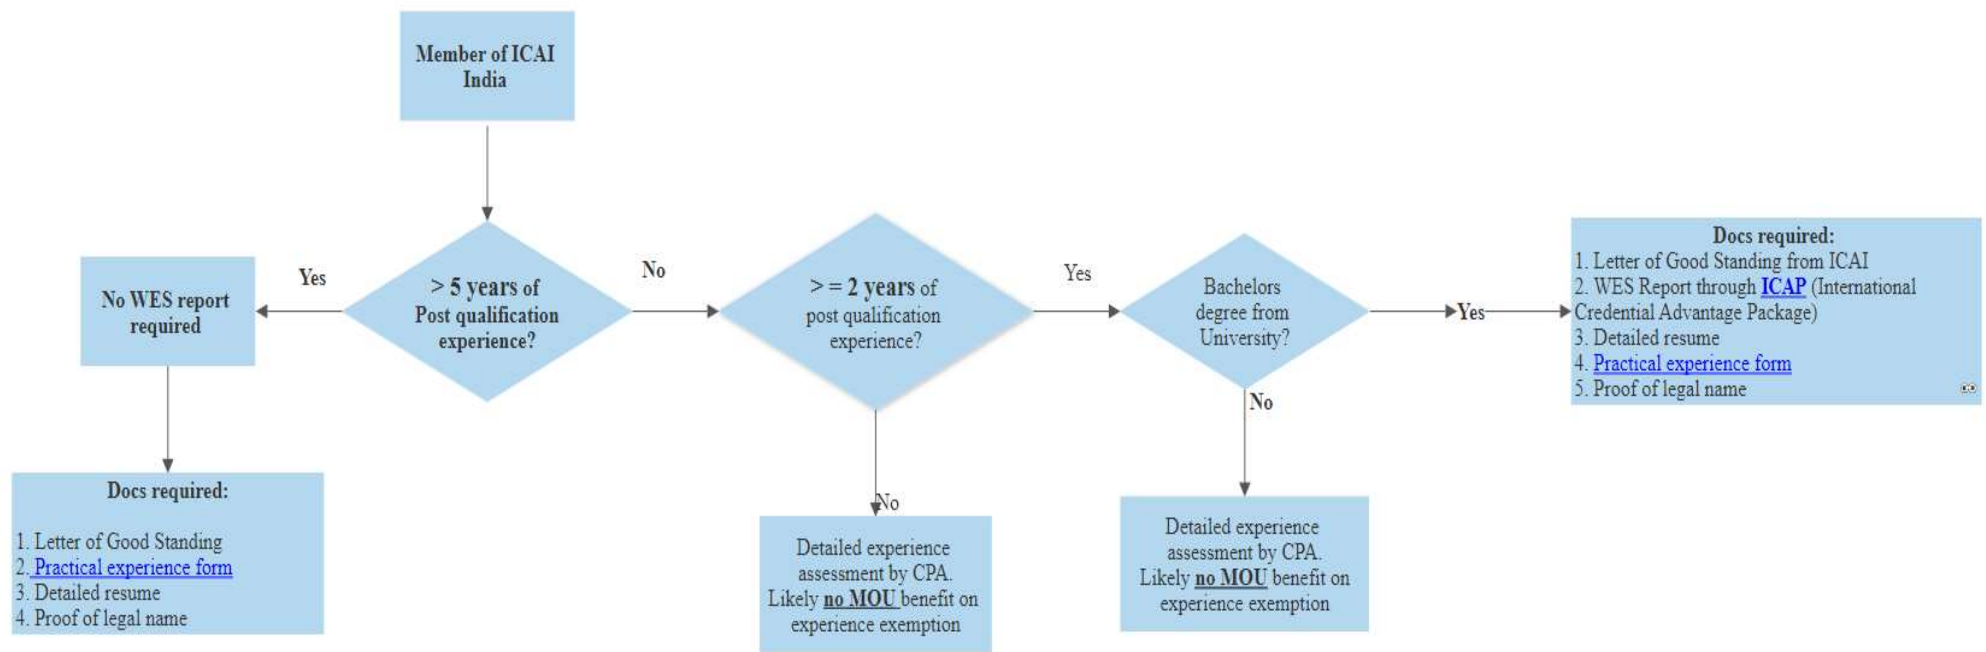 Member of ICAI
India
Yes
> 5 years of
Post qualification
experience?
No
> = 2 years of
post qualification
experience?
Yes
Bachelors
degree from
University?
Yes
No WES report
required
Docs required:
1. Letter of Good Standing from ICAI
2. WES Report through ICAP (International
Credential Advantage Package)
3. Detailed resume
4. Practical experience form
5. Proof of legal name
No
No
Docs required:
1. Letter of Good Standing
2. Practical experience form
3. Detailed resume
4. Proof of legal name
Detailed experience
assessment by CPA.
Likely no MOU benefit on
experience exemption
Detailed experience
assessment by CPA.
Likely no MOU benefit on
experience exemption